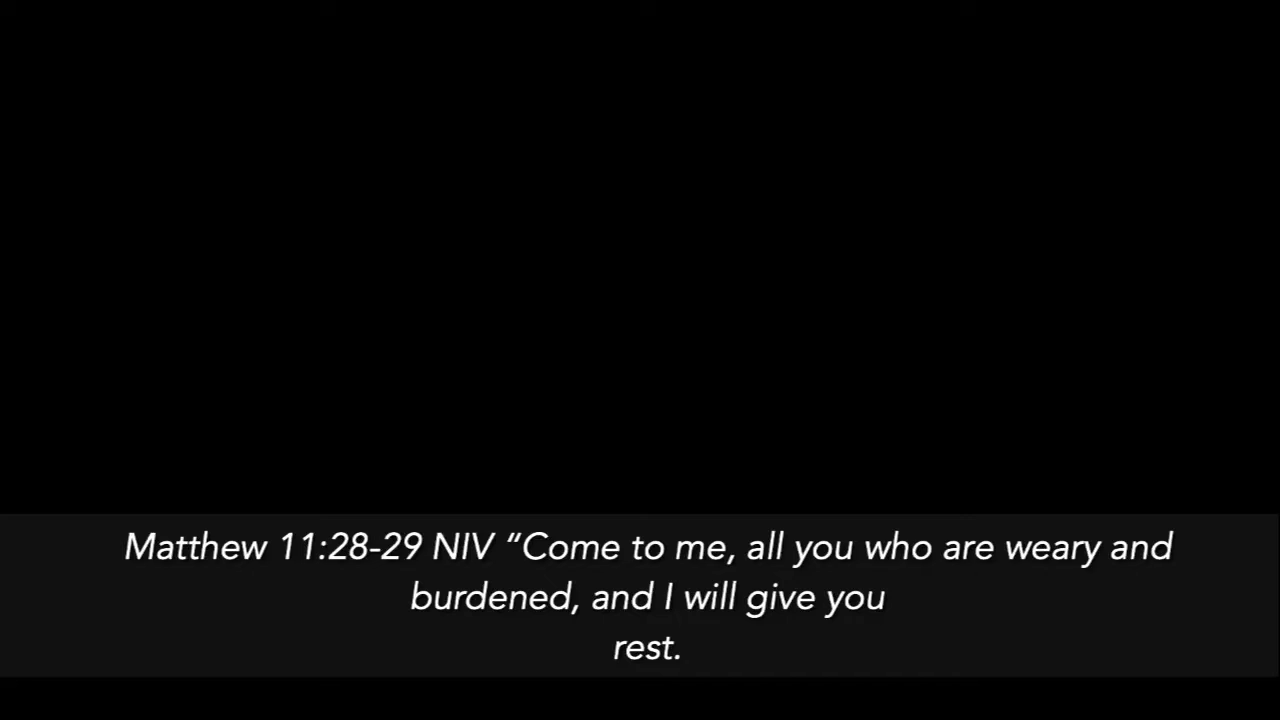 Matthew 11:28-29 NIV “Come to me, all you who are weary and
burdened, and I will give you
rest.